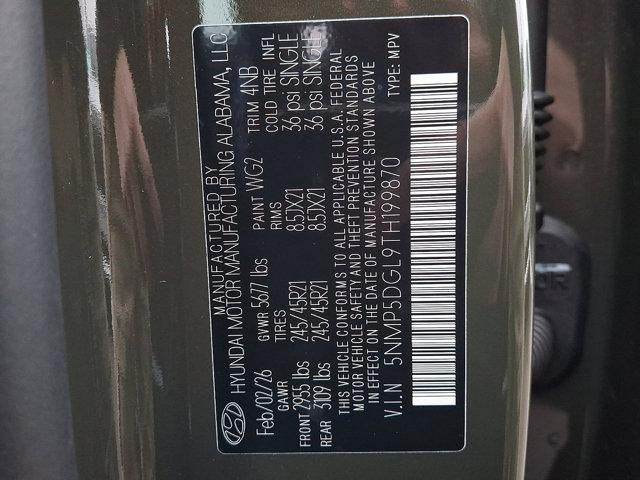 MANUFACTURED BY
HYUNDAI MOTOR MANUFACTURING ALABAMA, LLC
Feb/02/26 GVWR 5677 lbs PAINT WG2 TRIM 4NB
GAWR TIRES RIMS COLD TIRE INFL
FRONT 2955 lbs 245/45R21 8.5JX21 36 psi SINGLE
REAR 3109 lbs 245/45R21 8.5JX21 36 psi SINGLE
THIS VEHICLE CONFORMS TO ALL APPLICABLE U.S.A. FEDERAL
MOTOR VEHICLE SAFETY AND THEFT PREVENTION STANDARDS
IN EFFECT ON THE DATE OF MANUFACTURE SHOWN ABOVE
V.I.N 5NMP5DGL9TH199870 TYPE: MPV